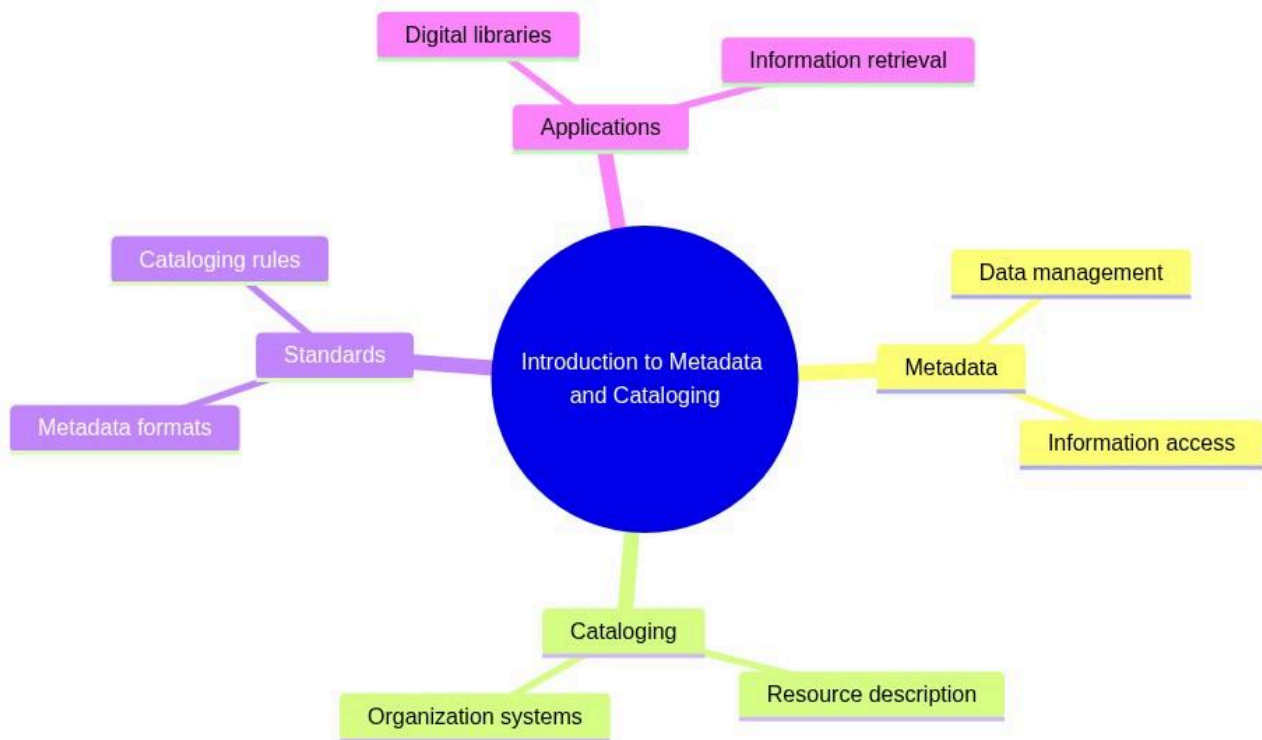 Digital libraries
Information retrieval
Applications
Cataloging rules
Data management
Standards
Introduction to Metadata
and Cataloging
Metadata
Metadata formats
Information access
Cataloging
Resource description
Organization systems